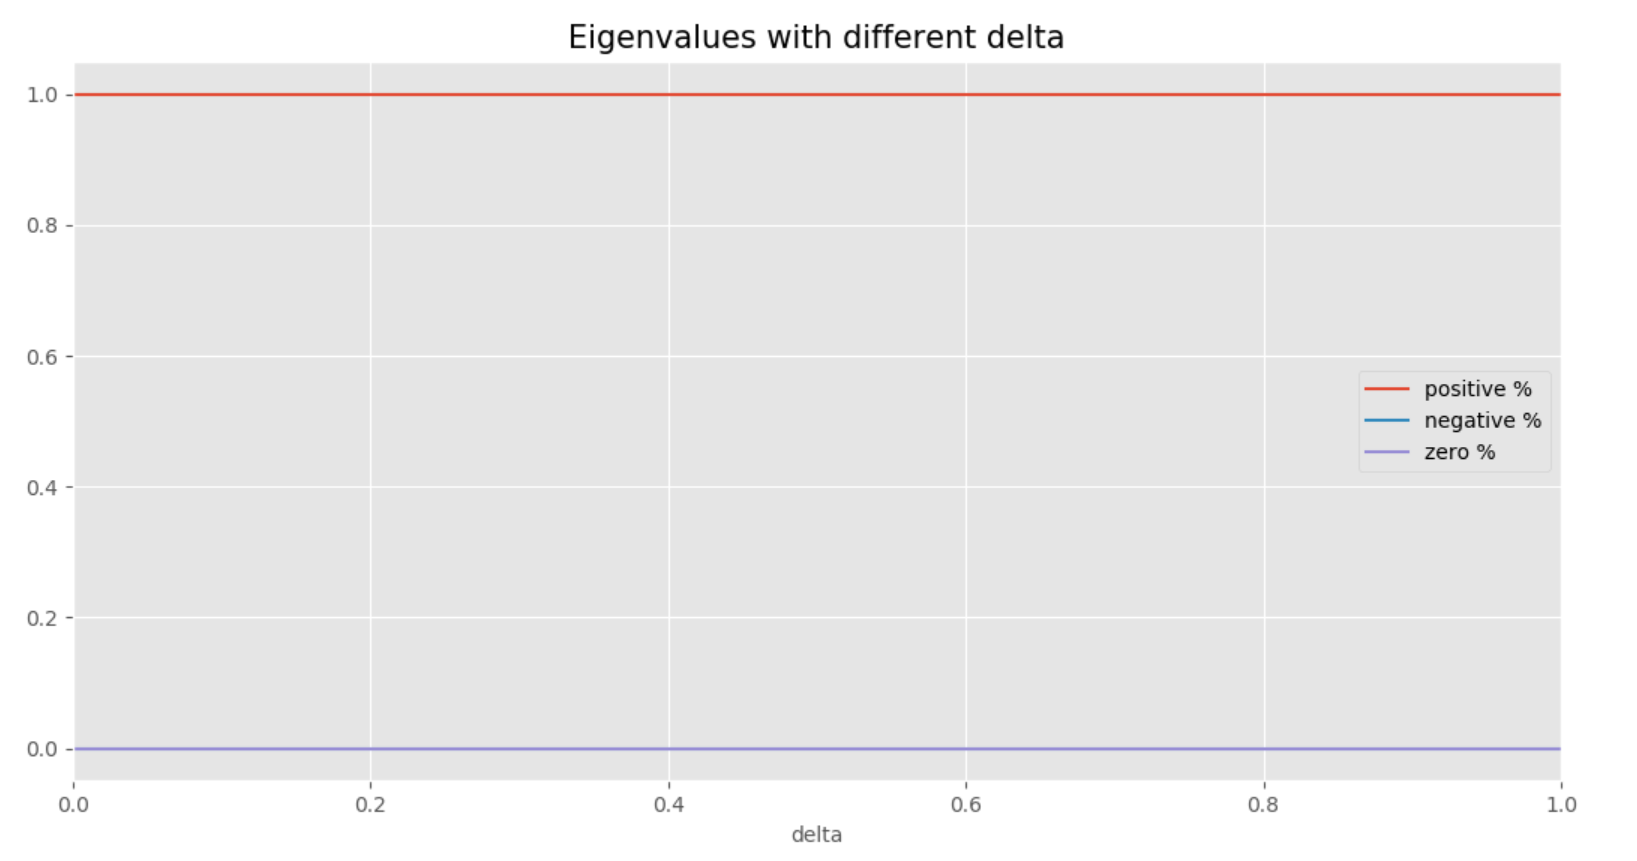 Eigenvalues with different delta
1.0
0.8
0.6
0.4
0.2
0.0
positive %
negative %
zero %
0.0 0.2 0.4 0.6 0.8 1.0
delta